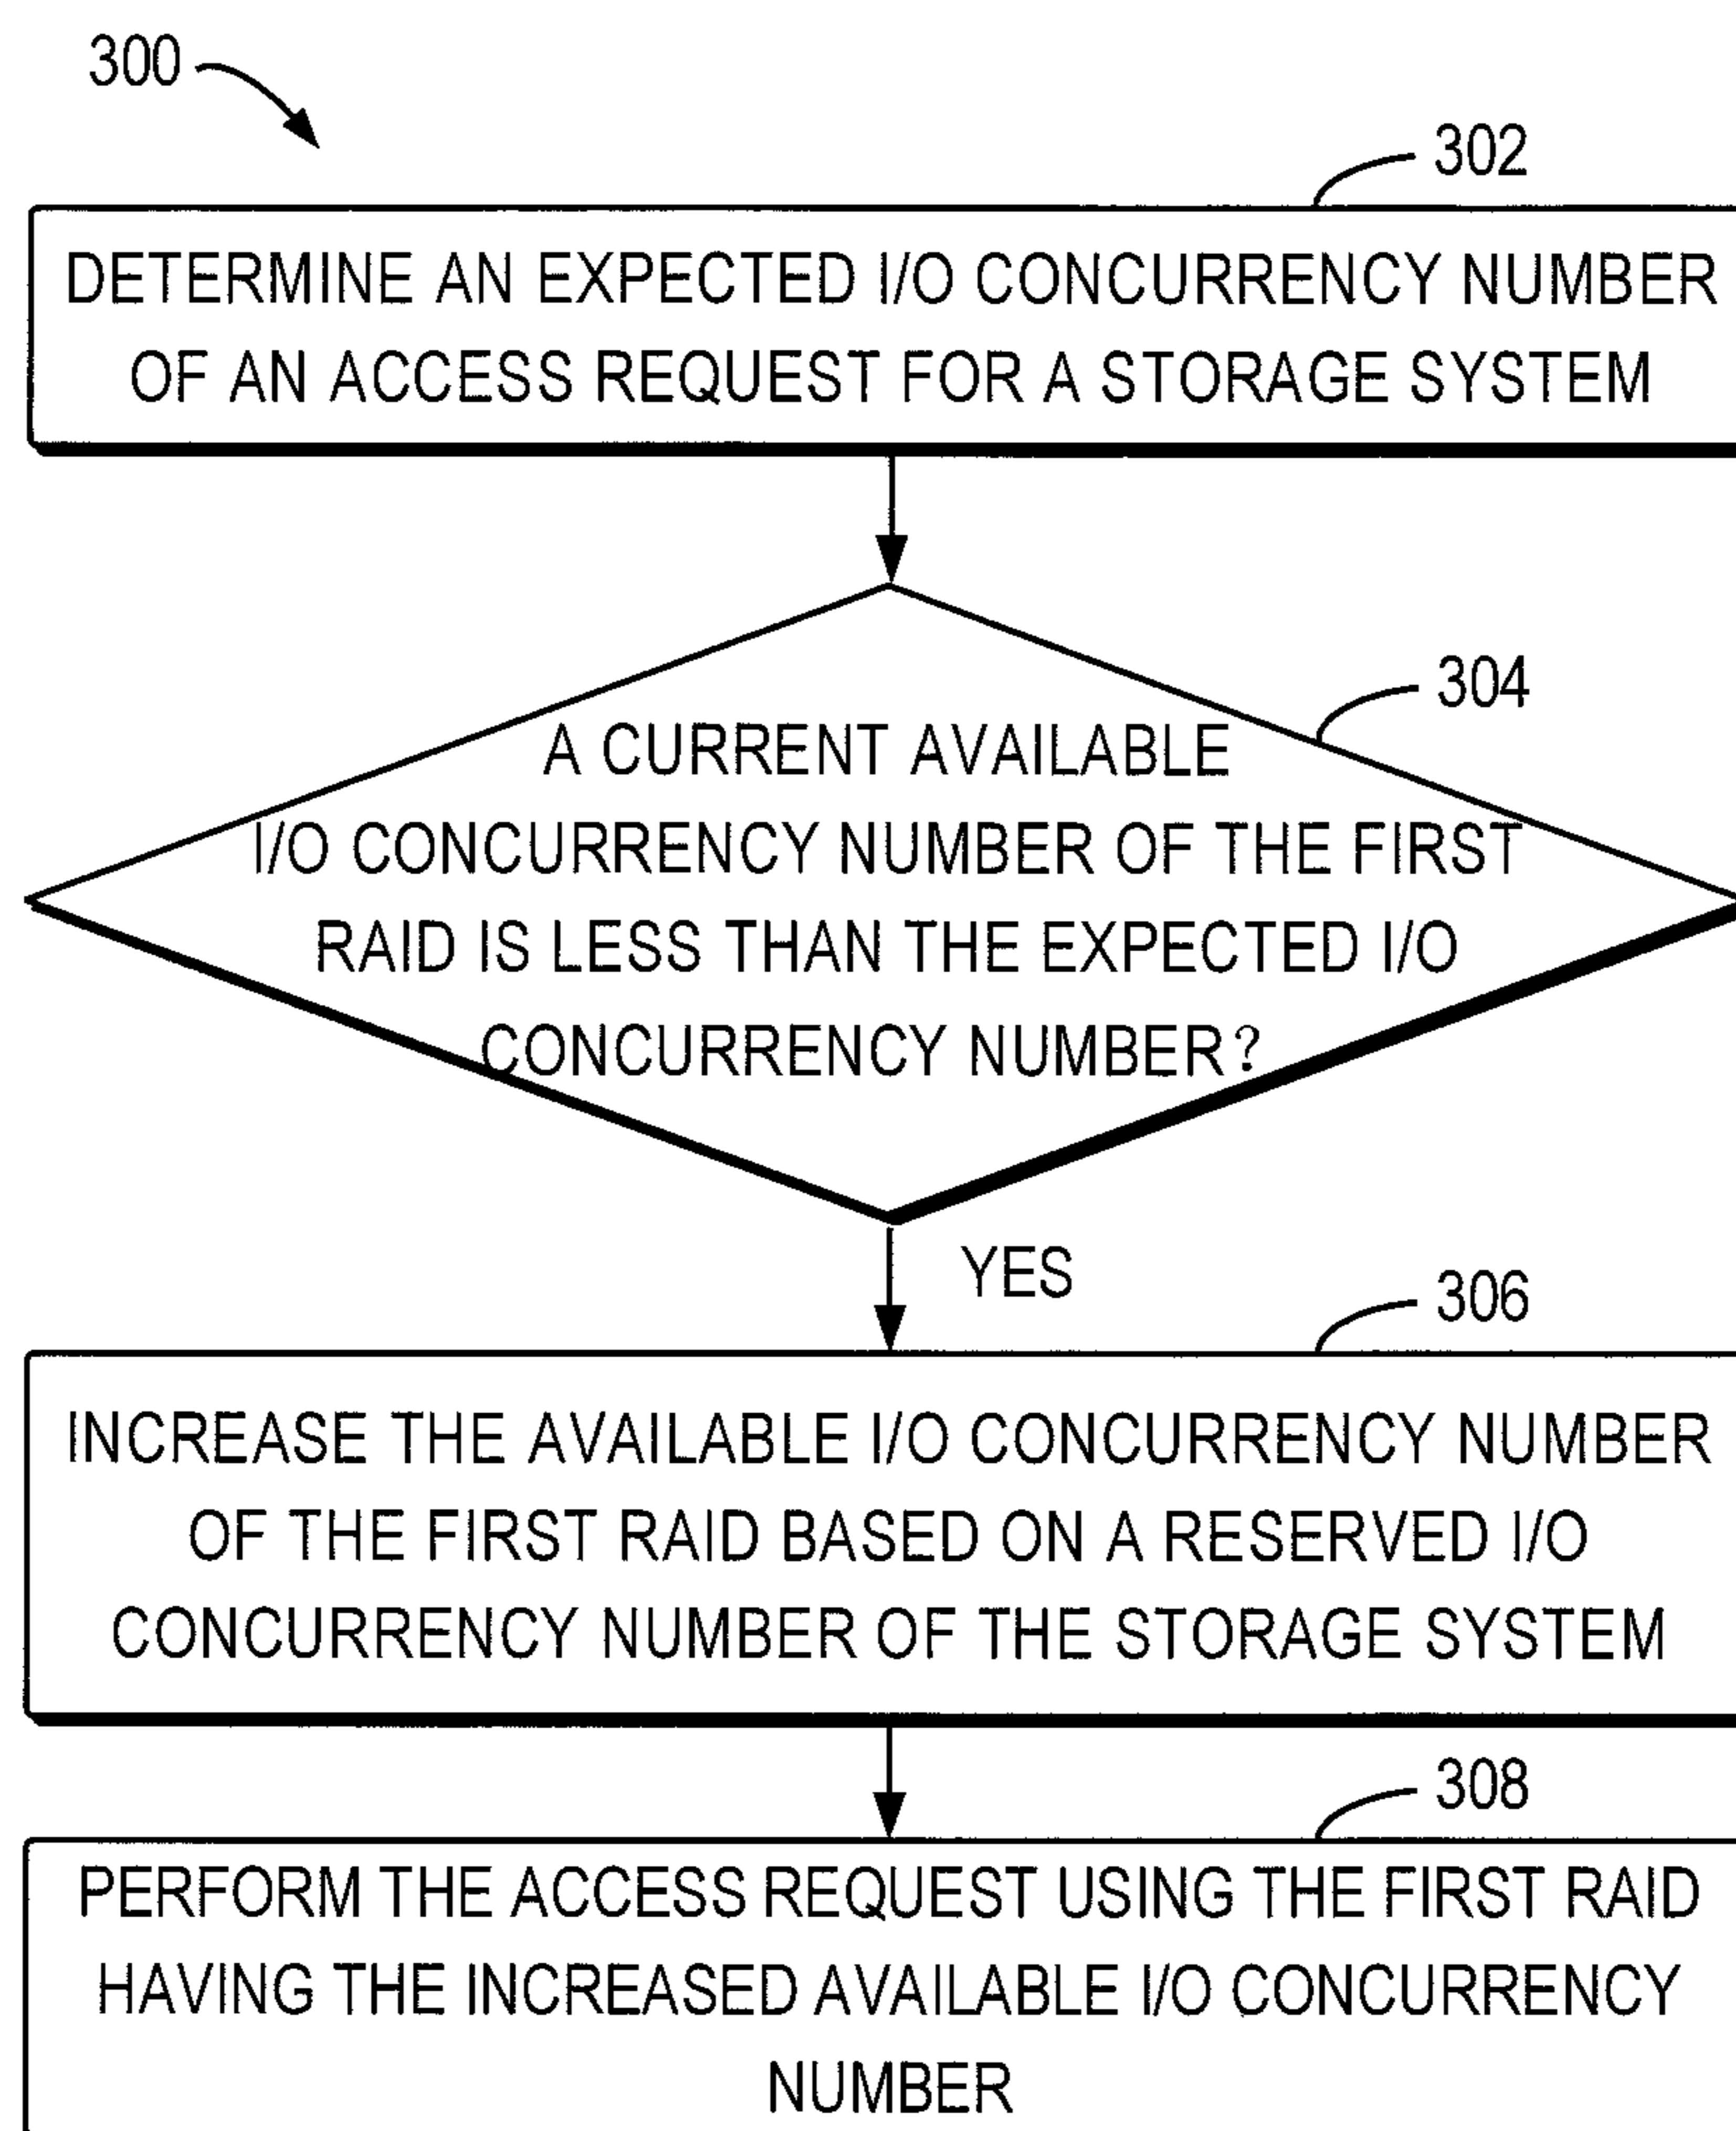 300
302
DETERMINE AN EXPECTED I/O CONCURRENCY NUMBER
OF AN ACCESS REQUEST FOR A STORAGE SYSTEM
304
A CURRENT AVAILABLE
I/O CONCURRENCY NUMBER OF THE FIRST
RAID IS LESS THAN THE EXPECTED I/O
CONCURRENCY NUMBER?
YES
306
INCREASE THE AVAILABLE I/O CONCURRENCY NUMBER
OF THE FIRST RAID BASED ON A RESERVED I/O
CONCURRENCY NUMBER OF THE STORAGE SYSTEM
308
PERFORM THE ACCESS REQUEST USING THE FIRST RAID
HAVING THE INCREASED AVAILABLE I/O CONCURRENCY
NUMBER